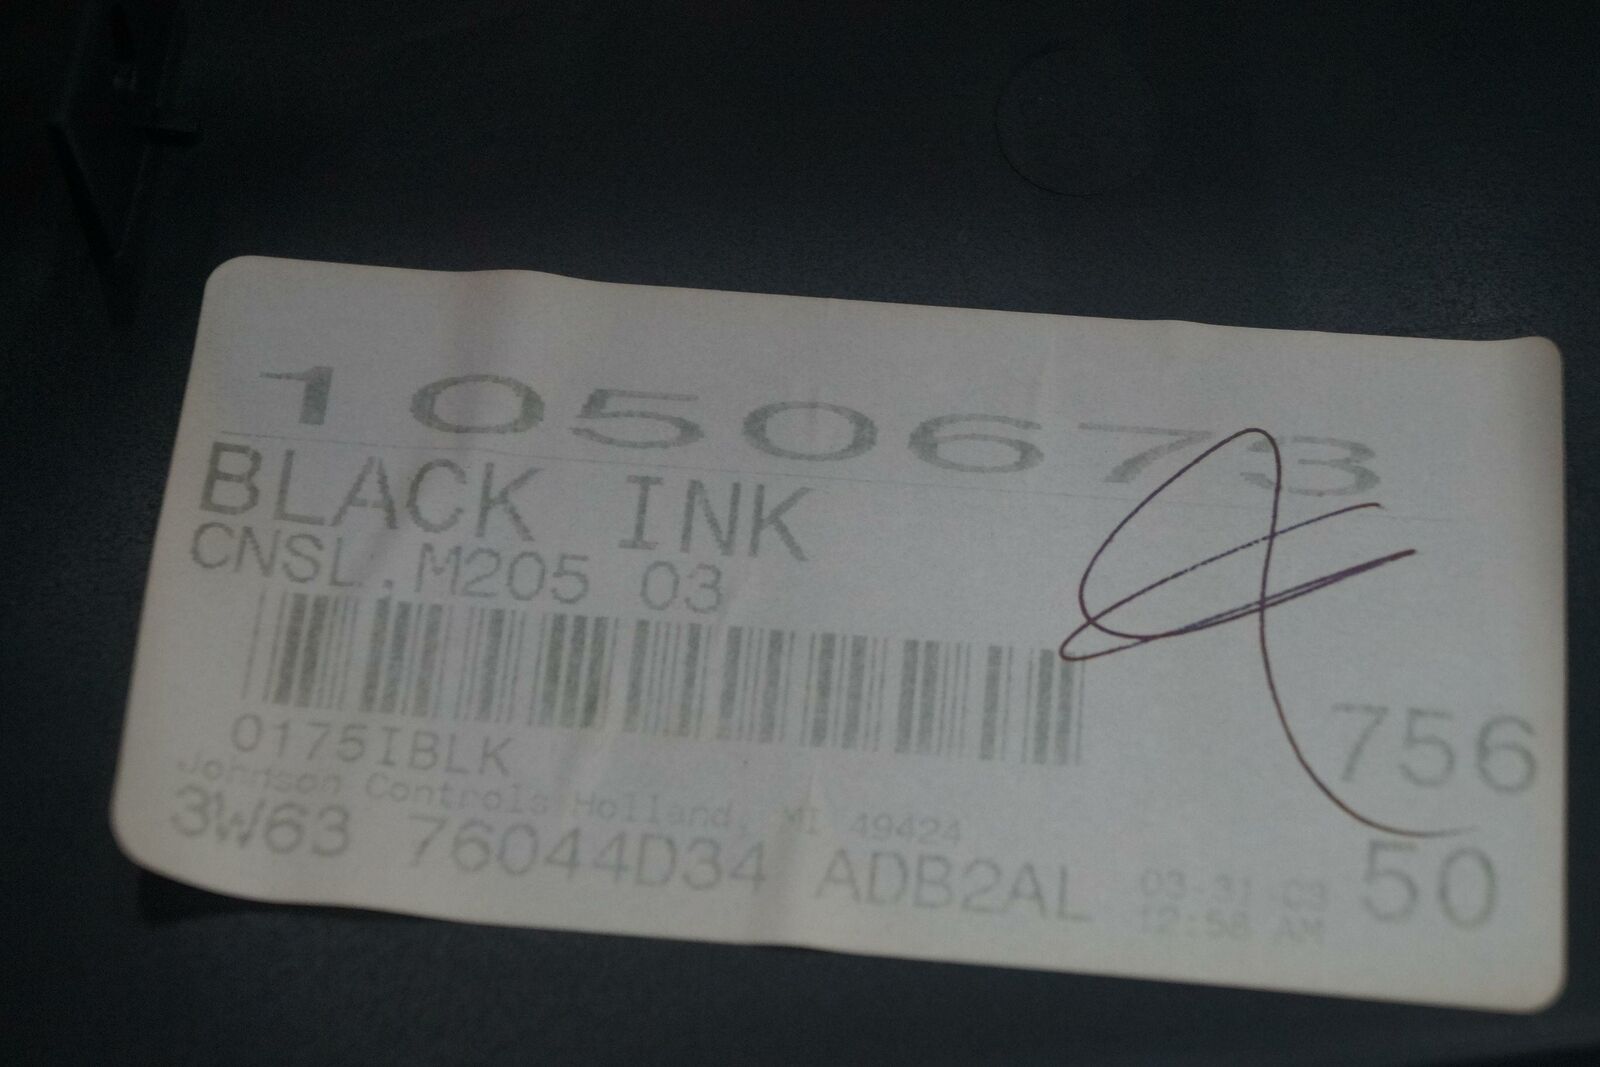 1050673
BLACK INK
CNSL.M205 03
0175IBLK
756
Johnson Controls Holland, MI 49424
3W63 76044D34 ADB2AL
03-31-03
12:58 AM
50